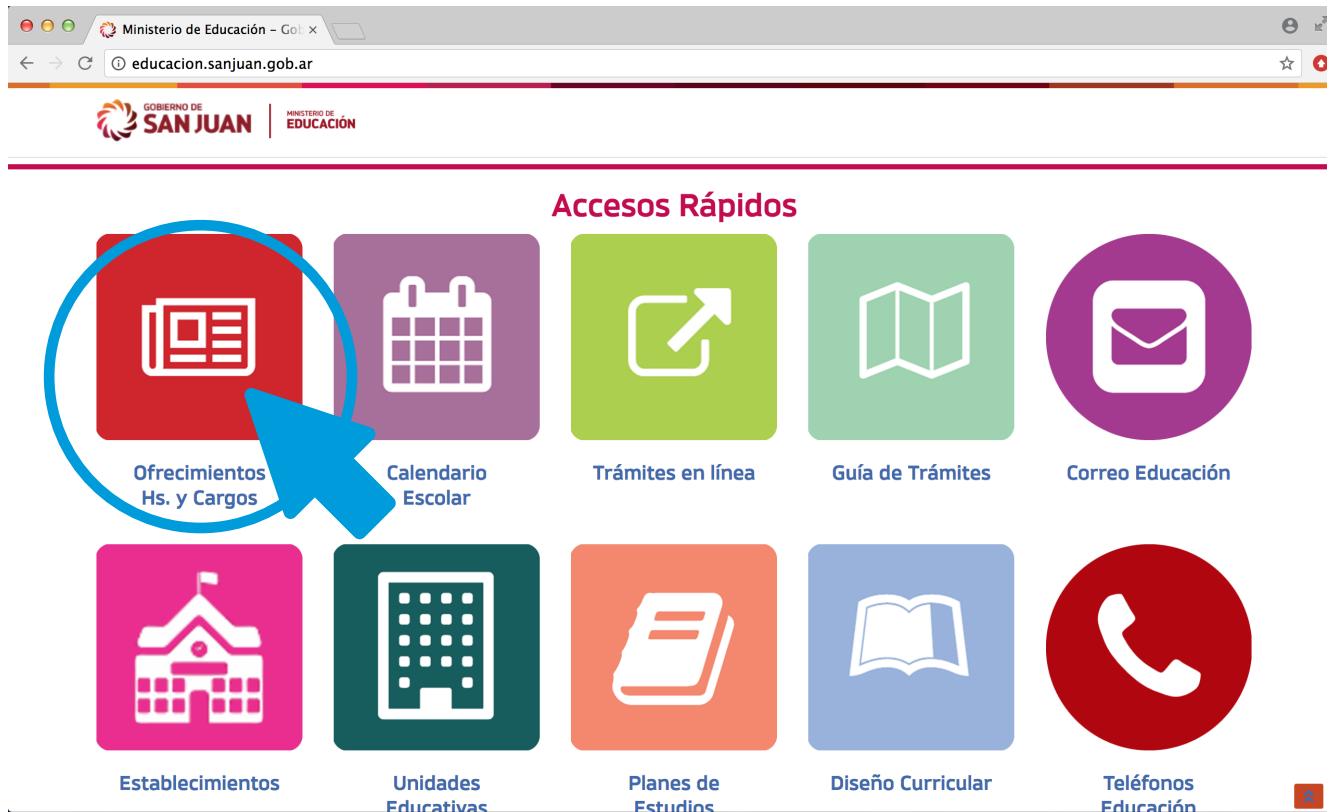 Ministerio de Educación – Gob
educacion.sanjuan.gob.ar
GOBIERNO DE
SAN JUAN
MINISTERIO DE
EDUCACIÓN
Accesos Rápidos
Ofrecimientos
Hs. y Cargos
Calendario
Escolar
Trámites en línea
Guía de Trámites
Correo Educación
Establecimientos
Unidades
Educativas
Planes de
Estudios
Diseño Curricular
Teléfonos
Educación